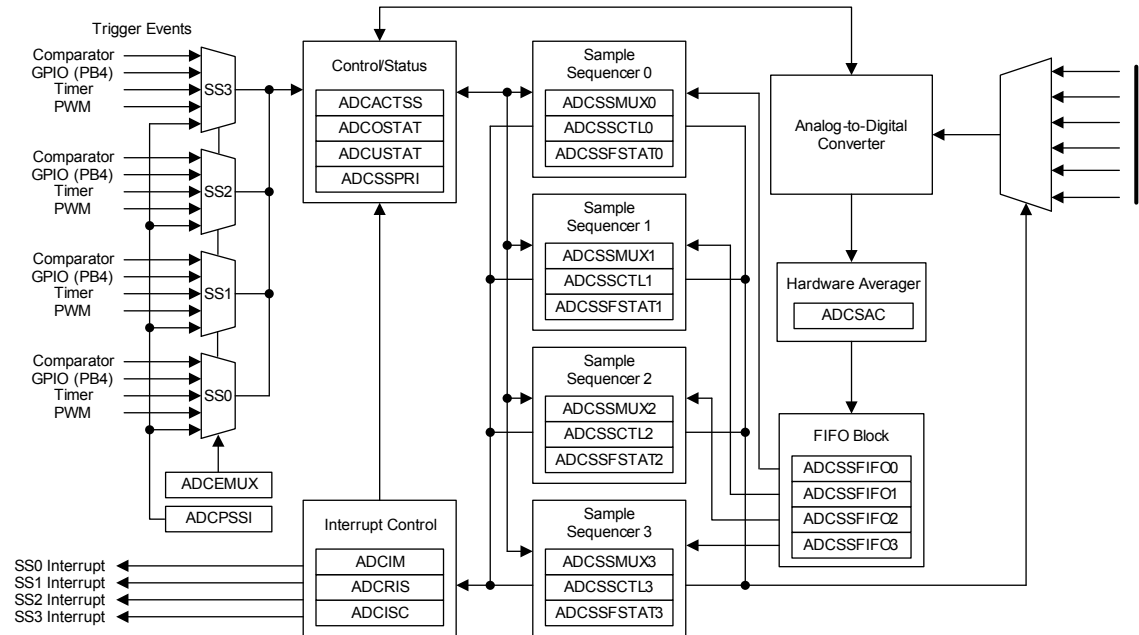 Trigger Events
Comparator
GPIO (PB4)
Timer
PWM
SS3
Comparator
GPIO (PB4)
Timer
PWM
SS2
Comparator
GPIO (PB4)
Timer
PWM
SS1
Comparator
GPIO (PB4)
Timer
PWM
SS0
ADCEMUX
ADCPSSI
Control/Status
ADCACTSS
ADCOSTAT
ADCUSTAT
ADCSSPRI
Interrupt Control
ADCIM
ADCRIS
ADCISC
SS0 Interrupt
SS1 Interrupt
SS2 Interrupt
SS3 Interrupt
Sample
Sequencer 0
ADCSSMUX0
ADCSSCTL0
ADCSSFSTAT0
Sample
Sequencer 1
ADCSSMUX1
ADCSSCTL1
ADCSSFSTAT1
Sample
Sequencer 2
ADCSSMUX2
ADCSSCTL2
ADCSSFSTAT2
Sample
Sequencer 3
ADCSSMUX3
ADCSSCTL3
ADCSSFSTAT3
Analog-to-Digital
Converter
Hardware Averager
ADCSAC
FIFO Block
ADCSSFIFO0
ADCSSFIFO1
ADCSSFIFO2
ADCSSFIFO3